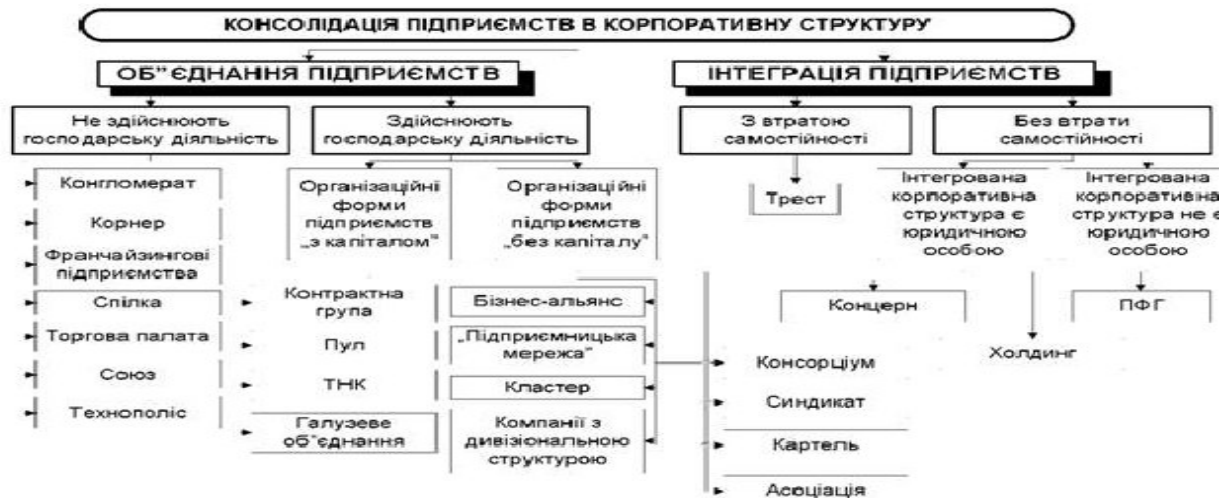 КОНСОЛІДАЦІЯ ПІДПРИЄМСТВ В КОРПОРАТИВНУ СТРУКТУРУ
ОБ"ЄДНАННЯ ПІДПРИЄМСТВ
ІНТЕГРАЦІЯ ПІДПРИЄМСТВ
Не здійснюють
господарську діяльність
Здійснюють
господарську діяльність
З втратою
самостійності
Без втрати
самостійності
Конгломерат
Корнер
Франчайзингові
підприємства
Спілка
Торгова палата
Союз
Технополіс
Організаційні
форми
підприємств
„з капіталом"
Організаційні
форми
підприємств
„без капіталу"
Контрактна
група
Пул
ТНК
Галузеве
об'єднання
Бізнес-альянс
„Підприємницька
мережа"
Кластер
Компанії з
дивізіональною
структурою
Трест
Інтегрована
корпоративна
структура є
юридичною
особою
Інтегрована
корпоративна
структура не є
юридичною
особою
Концерн
ПФГ
Холдинг
Консорціум
Синдикат
Картель
Асоціація